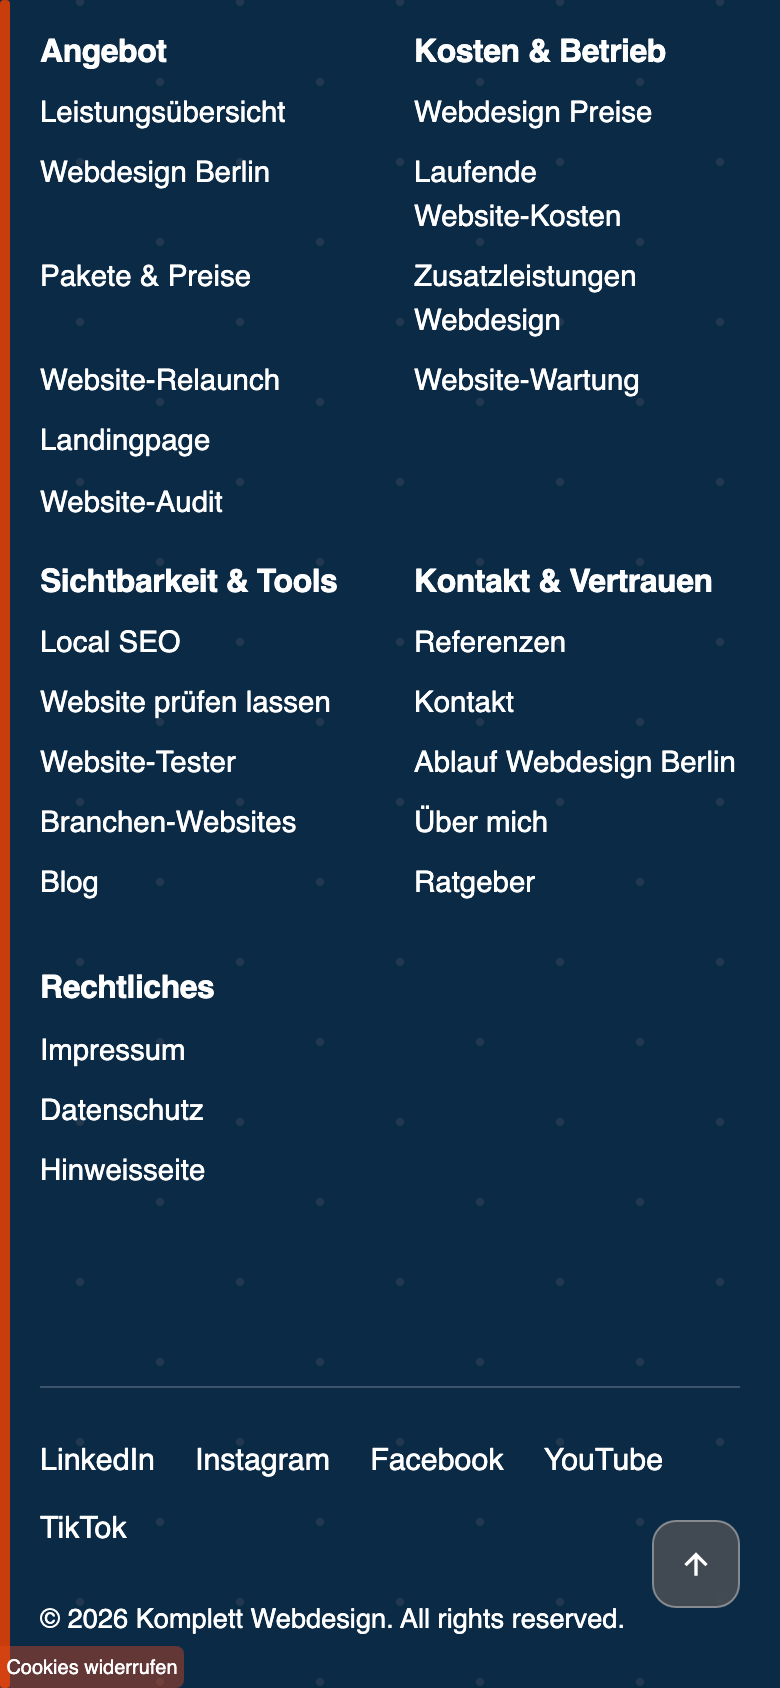 Angebot
Leistungsübersicht
Webdesign Berlin
Pakete & Preise
Website-Relaunch
Landingpage
Website-Audit
Kosten & Betrieb
Webdesign Preise
Laufende
Website-Kosten
Zusatzleistungen
Webdesign
Website-Wartung
Sichtbarkeit & Tools
Local SEO
Website prüfen lassen
Website-Tester
Branchen-Websites
Blog
Kontakt & Vertrauen
Referenzen
Kontakt
Ablauf Webdesign Berlin
Über mich
Ratgeber
Rechtliches
Impressum
Datenschutz
Hinweisseite
LinkedIn Instagram Facebook YouTube
TikTok
© 2026 Komplett Webdesign. All rights reserved.
Cookies widerrufen